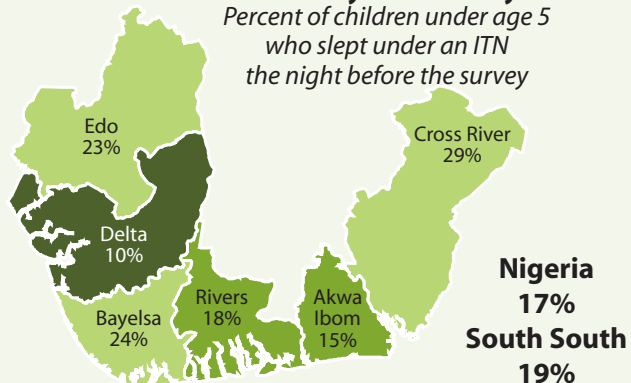 Percent of children under age 5
who slept under an ITN
the night before the survey
Edo
23%
Cross River
29%
Delta
10%
Bayelsa
24%
Rivers
18%
Akwa
Ibom
15%
Nigeria
17%
South South
19%